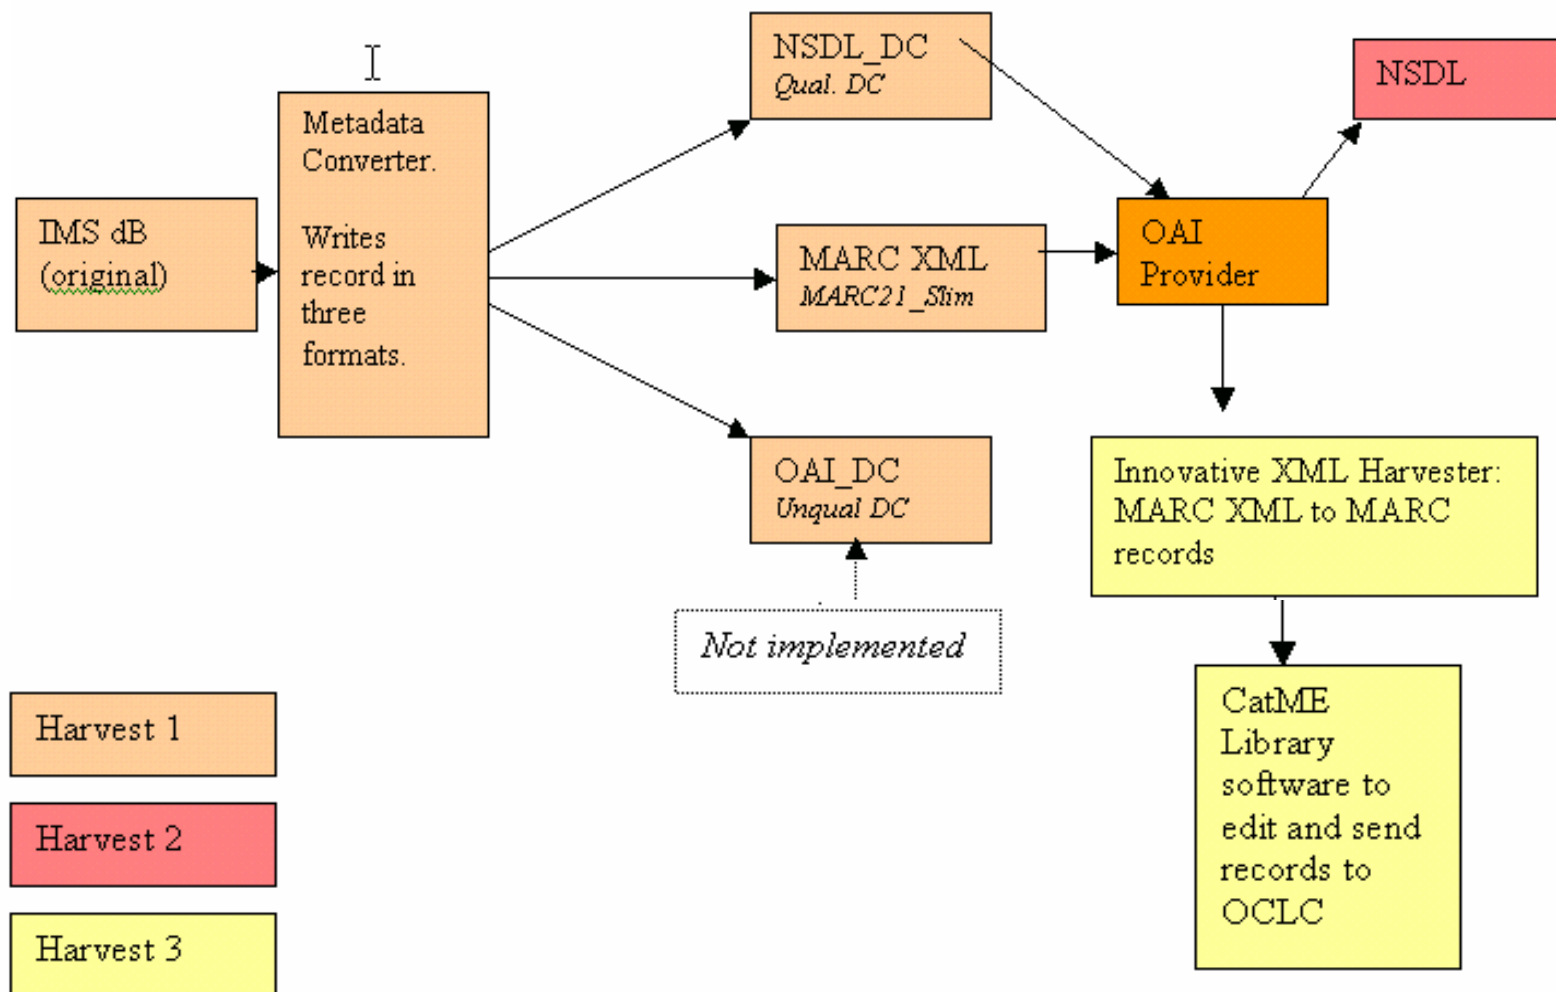 NSDL_DC
Qual. DC
NSDL
Metadata
Converter.
Writes
record in
three
formats.
IMS dB
(original)
MARC XML
MARC21_Slim
OAI
Provider
OAI_DC
Unqual DC
Not implemented
Innovative XML Harvester:
MARC XML to MARC
records
CatME
Library
software to
edit and send
records to
OCLC
Harvest 1
Harvest 2
Harvest 3